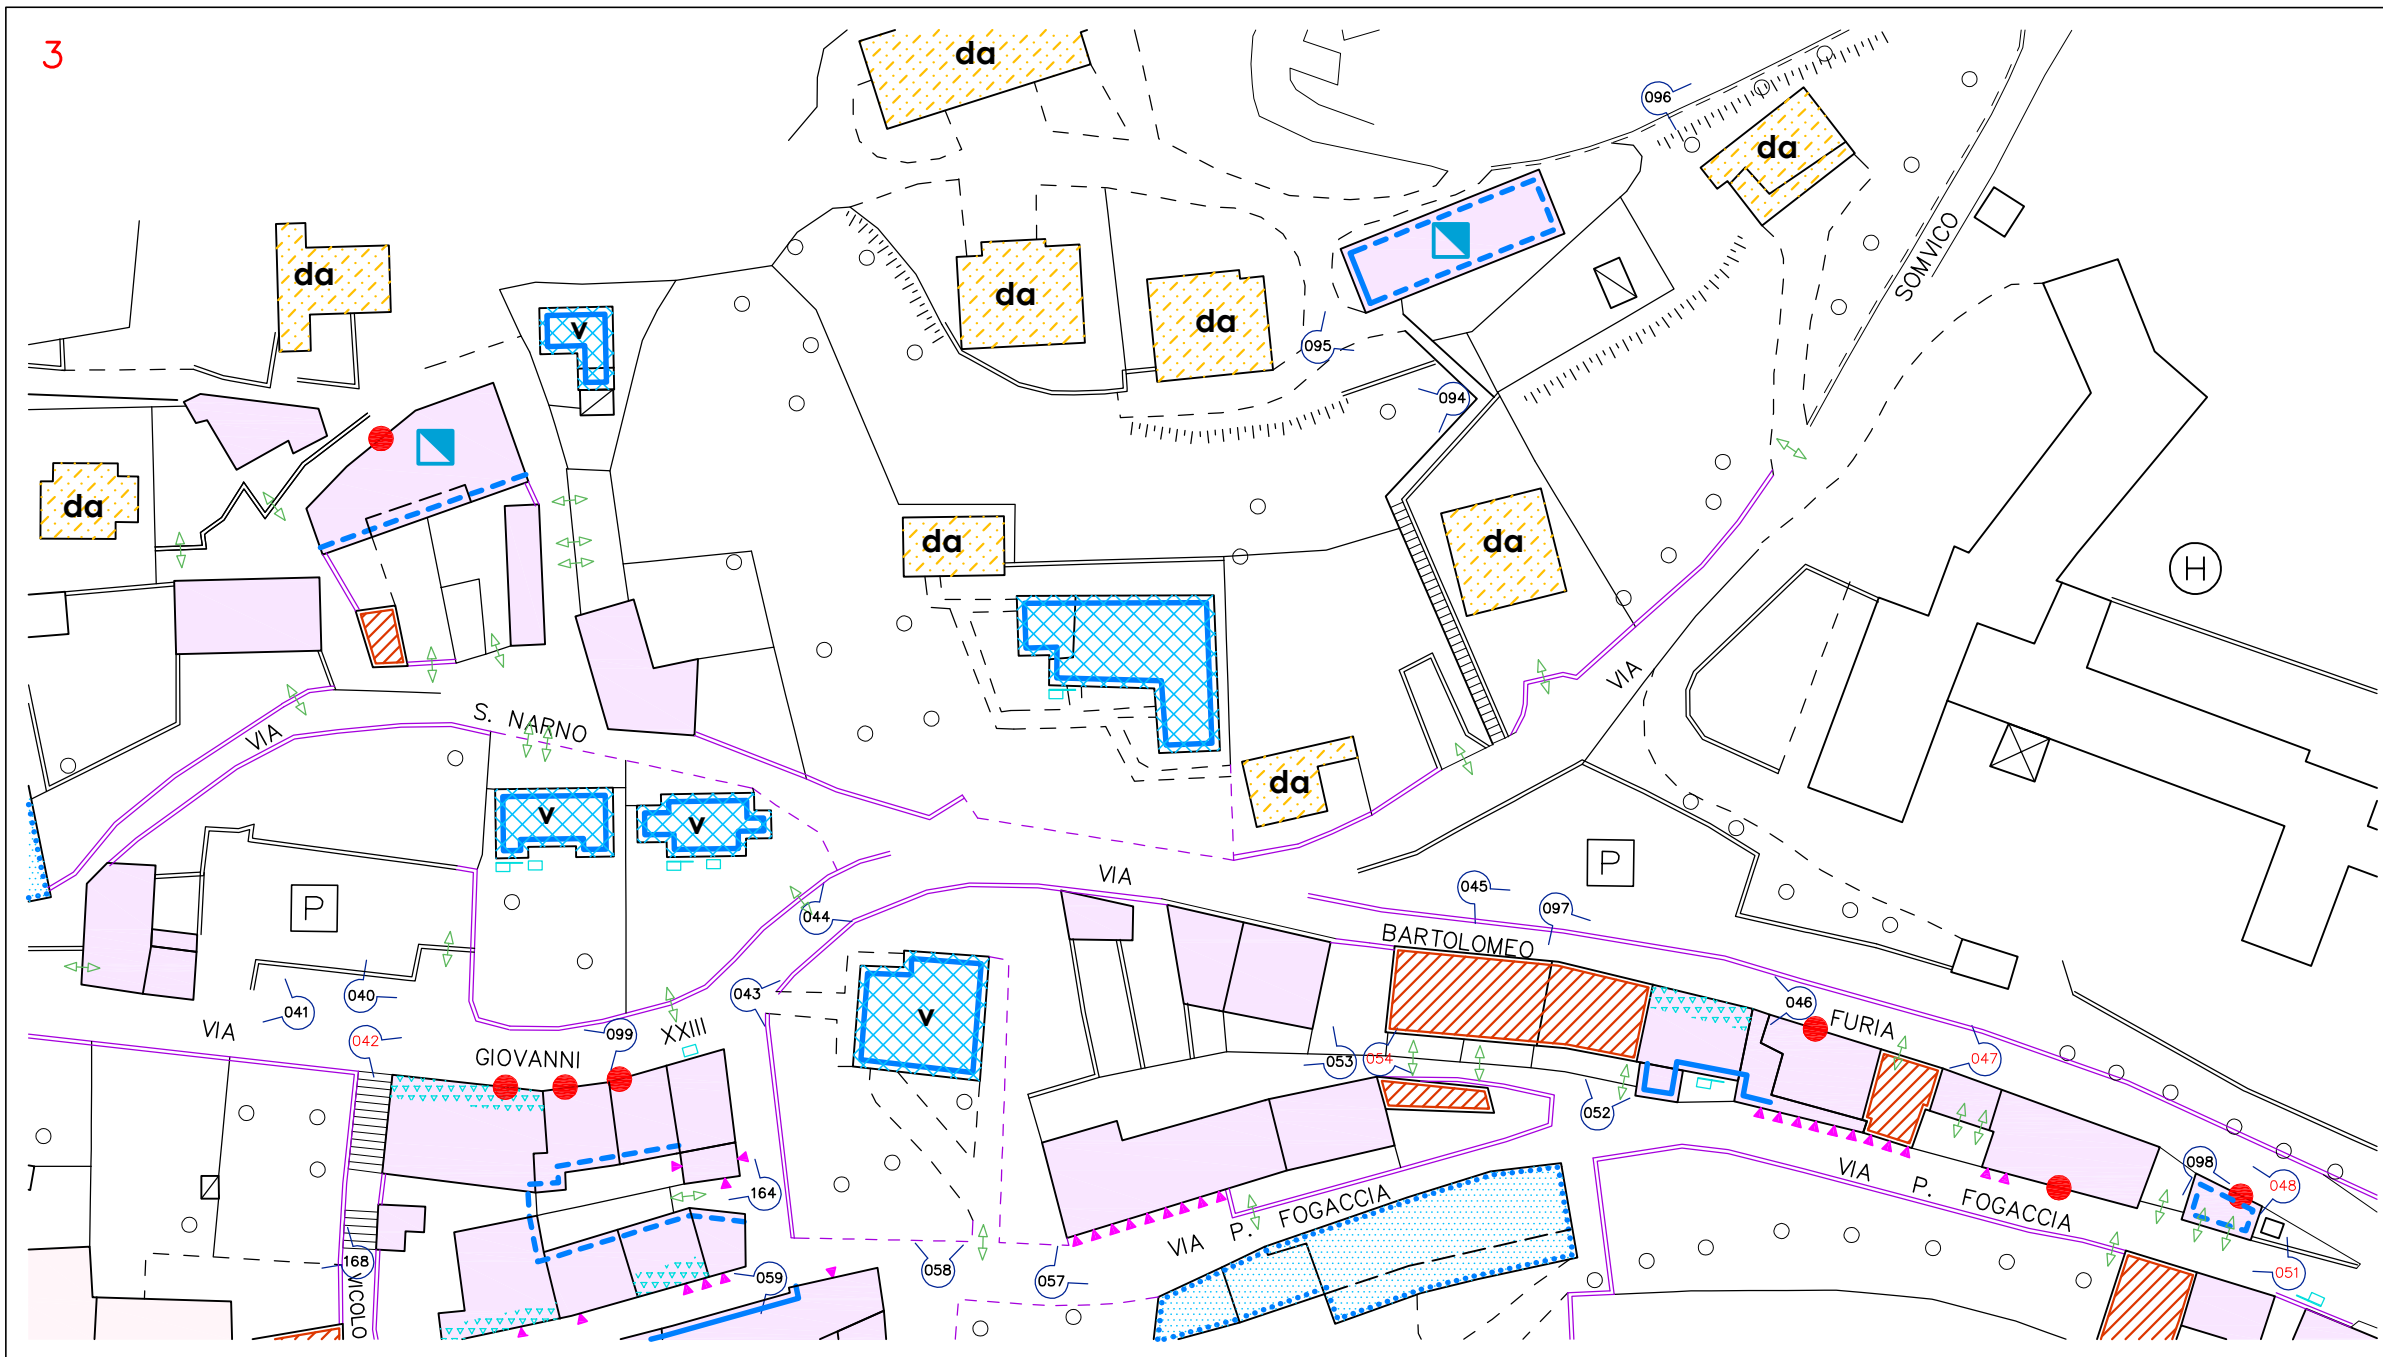 3
da
096
da
SOMVICO
da
v
da
da
095
094
da
da
da
H
VIA
S. NARNO
VIA
da
v
v
VIA
P
P
045
097
044
BARTOLOMEO
043
041
040
v
046
FURIA
VIA
042
099
XXIII
GIOVANNI
053
054
047
052
164
098
048
VIA P. FOGACCIA
VIA P. FOGACCIA
168
VICOLO
059
058
057
051